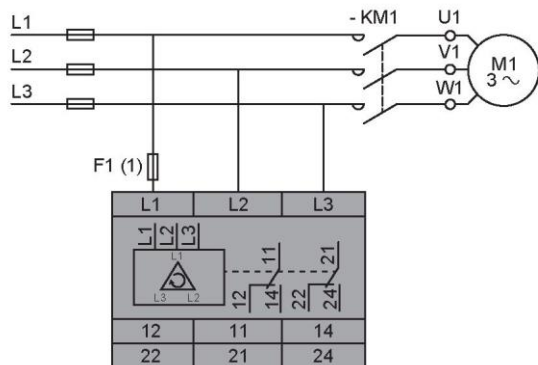 L1
- KM1
U1
L2
V1
M1
3 ~
L3
W1
F1 (1)
L1 L2 L3
L1 L2 L3
L1
L3 L2
11
21
12
14
22
24
12 11 14
22 21 24